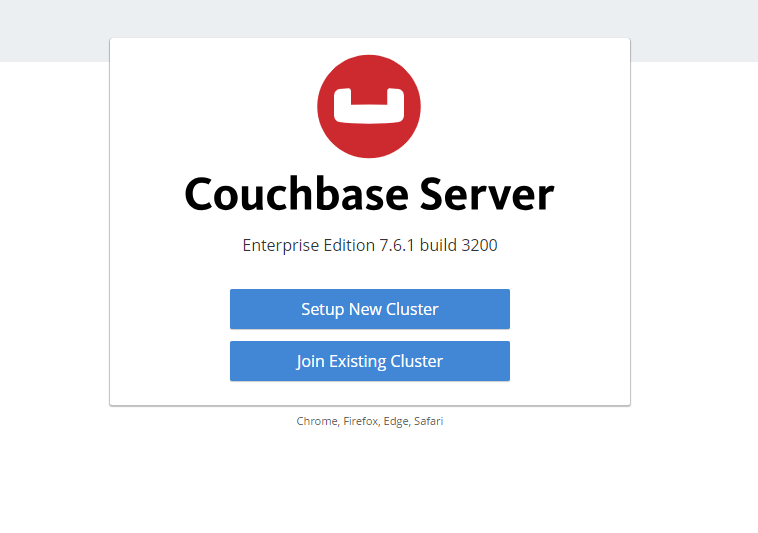 Couchbase Server
Enterprise Edition 7.6.1 build 3200
Setup New Cluster
Join Existing Cluster
Chrome, Firefox, Edge, Safari